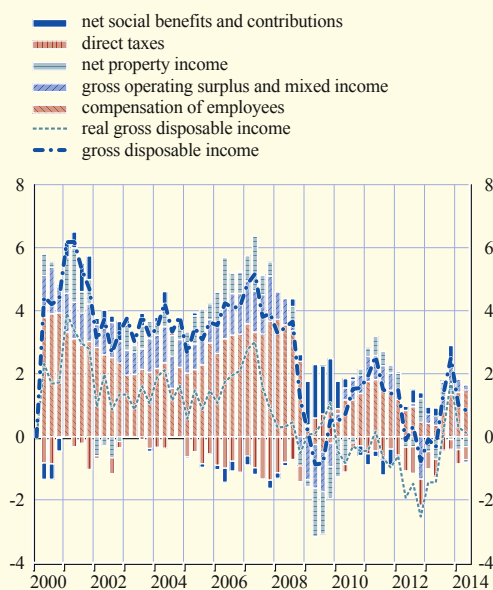 net social benefits and contributions
direct taxes
net property income
gross operating surplus and mixed income
compensation of employees
real gross disposable income
gross disposable income
8 8
6 6
4 4
2 2
0 0
-2 -2
-4 -4
2000 2002 2004 2006 2008 2010 2012 2014